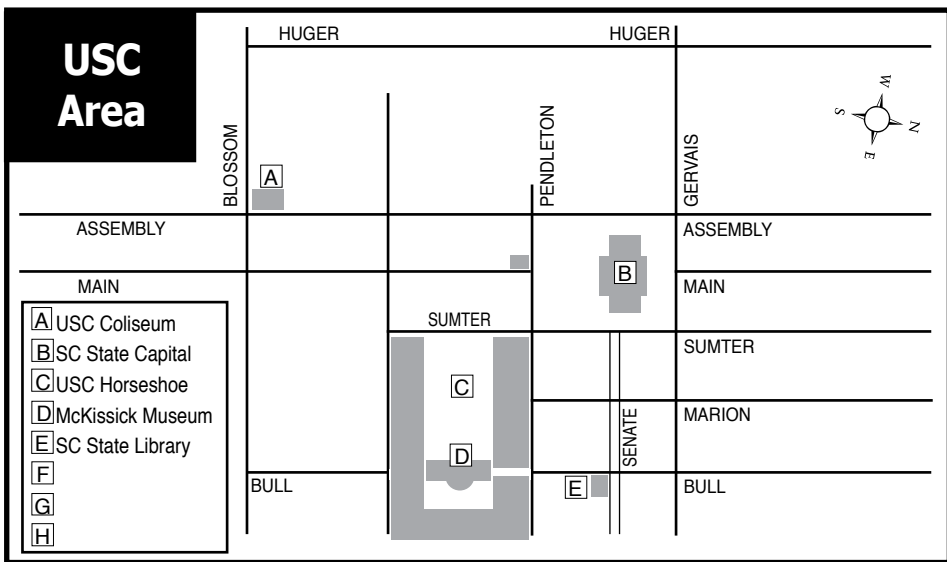 USC
Area
HUGER
HUGER
BLOSSOM
PENDLETON
GERVAIS
W
S
N
E
A
ASSEMBLY
ASSEMBLY
B
MAIN
MAIN
SUMTER
SUMTER
A USC Coliseum
B SC State Capital
C USC Horseshoe
D McKissick Museum
E SC State Library
F
G
H
C
MARION
SENATE
D
BULL
E
BULL